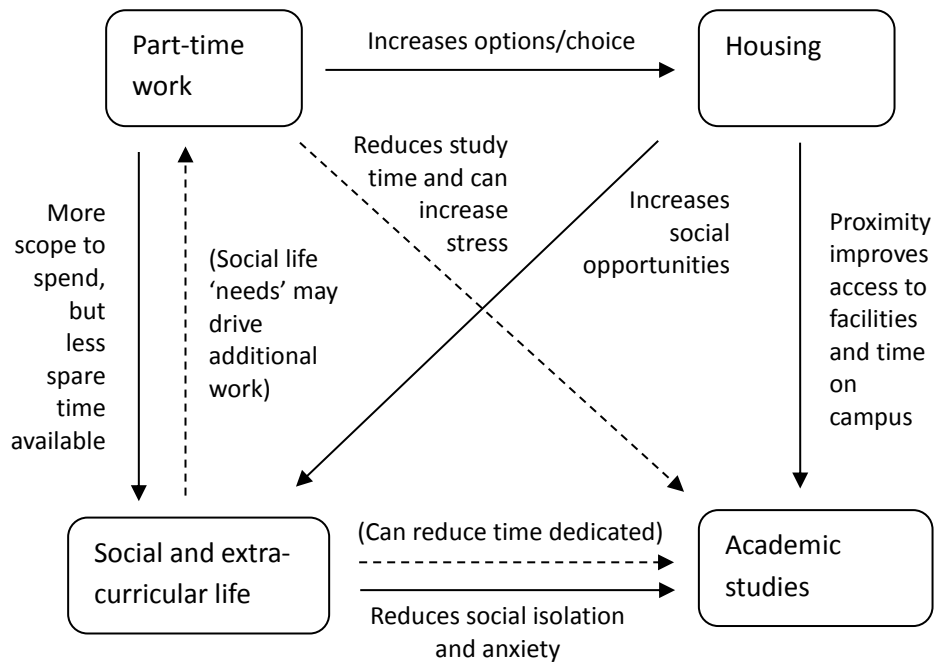 Part-time
work
Increases options/choice
Housing
Reduces study
time and can
increase
stress
Increases
social
opportunities
More
scope to
spend,
but
less
spare
time
available
(Social life
‘needs’ may
drive
additional
work)
Proximity
improves
access to
facilities
and time
on
campus
Social and extra-
curricular life
(Can reduce time dedicated)
Reduces social isolation
and anxiety
Academic
studies